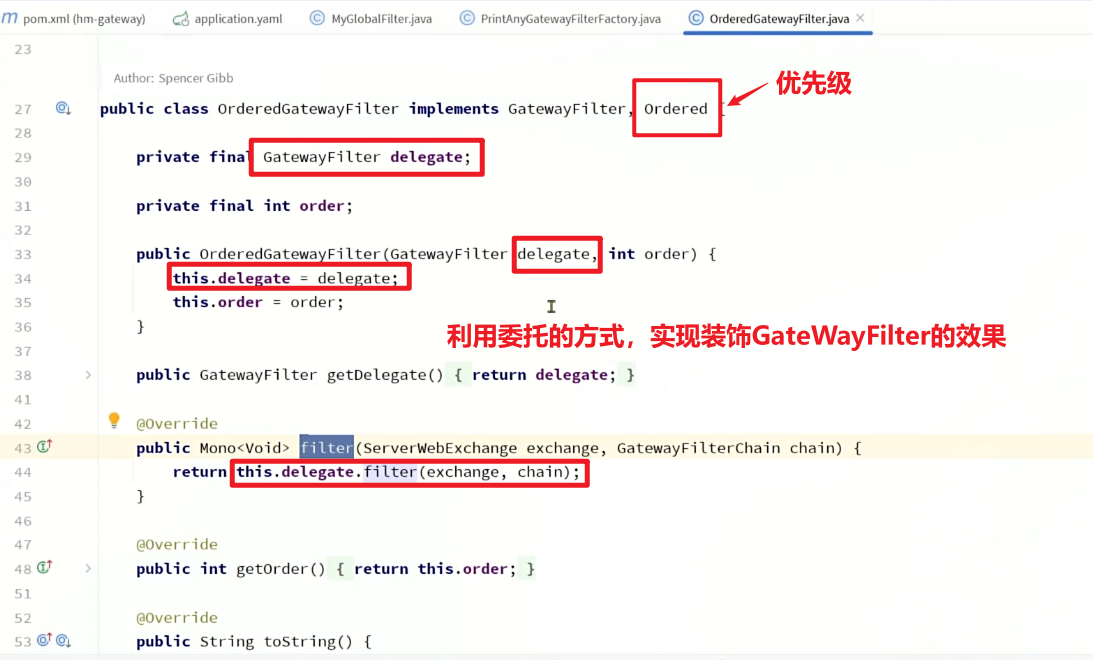 pom.xml (hm-gateway) application.yaml MyGlobalFilter.java PrintAnyGatewayFilterFactory.java OrderedGatewayFilter.java
23
Author: Spencer Gibb
优先级
27 public class OrderedGatewayFilter implements GatewayFilter, Ordered {
28
29 private final GatewayFilter delegate;
30
31 private final int order;
32
33 public OrderedGatewayFilter(GatewayFilter delegate, int order) {
34 this.delegate = delegate;
35 this.order = order;
36 }
利用委托的方式，实现装饰GateWayFilter的效果
37
38 public GatewayFilter getDelegate() { return delegate; }
41
42 @Override
43 public Mono<Void> filter(ServerWebExchange exchange, GatewayFilterChain chain) {
44 return this.delegate.filter(exchange, chain);
45 }
46
47 @Override
48 public int getOrder() { return this.order; }
51
52 @Override
53 public String toString() {